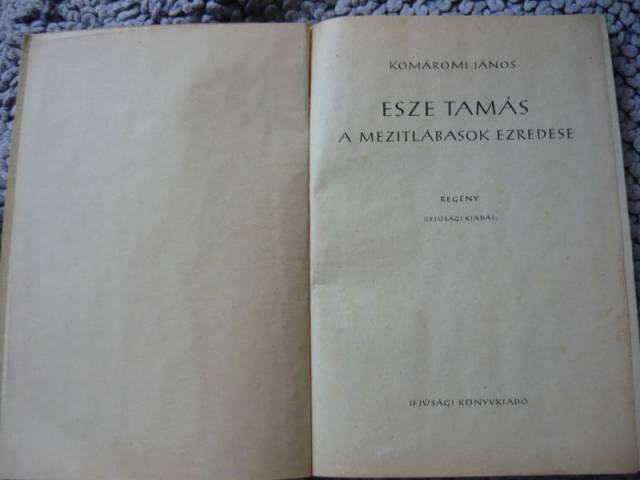 KOMÁROMI JÁNOS
ESZE TAMÁS
A MEZITLÁBASOK EZREDESE
REGÉNY
(IFJÚSÁGI KIADÁS)
IFJÚSÁGI KÖNYVKIADÓ